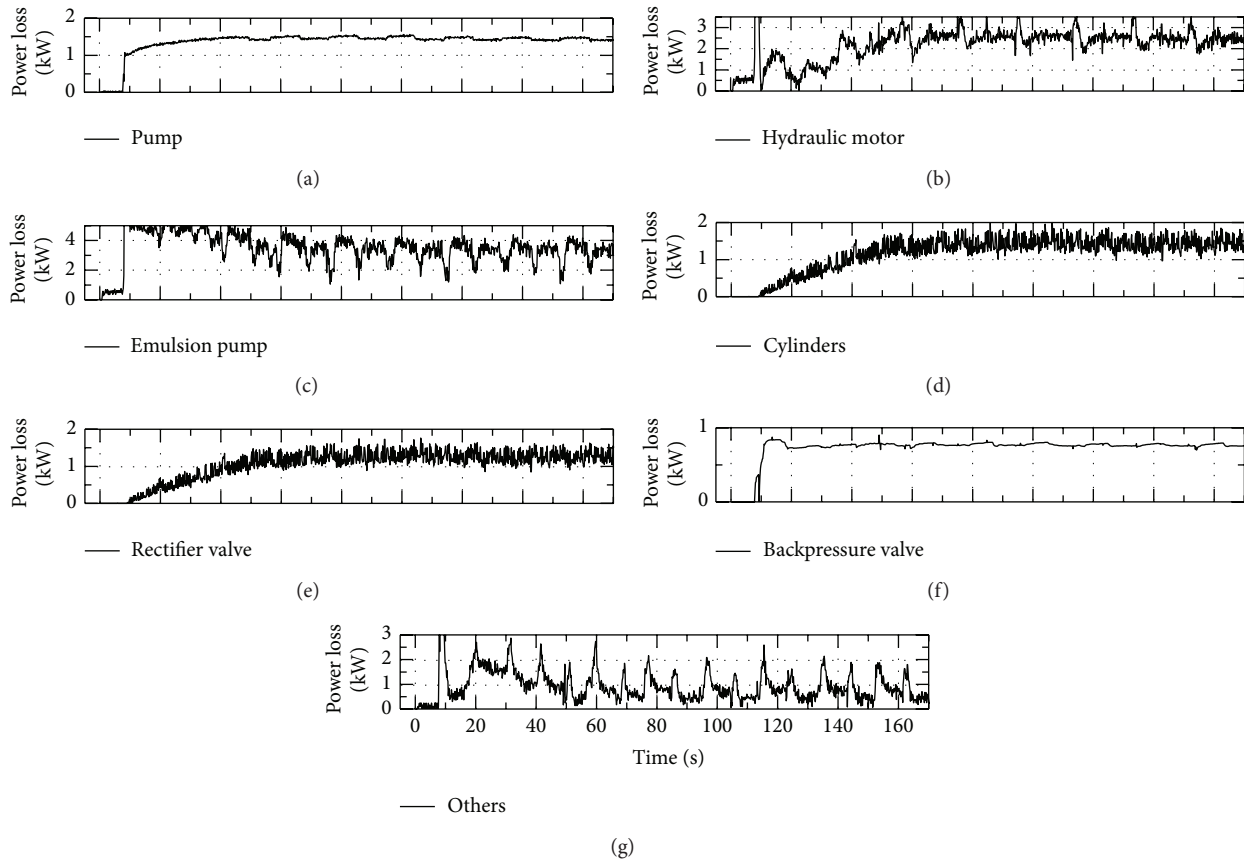 Power loss
(kW)
2
1
0
Pump
(a)
Power loss
(kW)
3
2
1
0
Hydraulic motor
(b)
Power loss
(kW)
4
2
0
Emulsion pump
(c)
Power loss
(kW)
2
1
0
Cylinders
(d)
Power loss
(kW)
2
1
0
Rectifier valve
(e)
Power loss
(kW)
1
0
Backpressure valve
(f)
Power loss
(kW)
3
2
1
0
0 20 40 60 80 100 120 140 160
Time (s)
Others
(g)